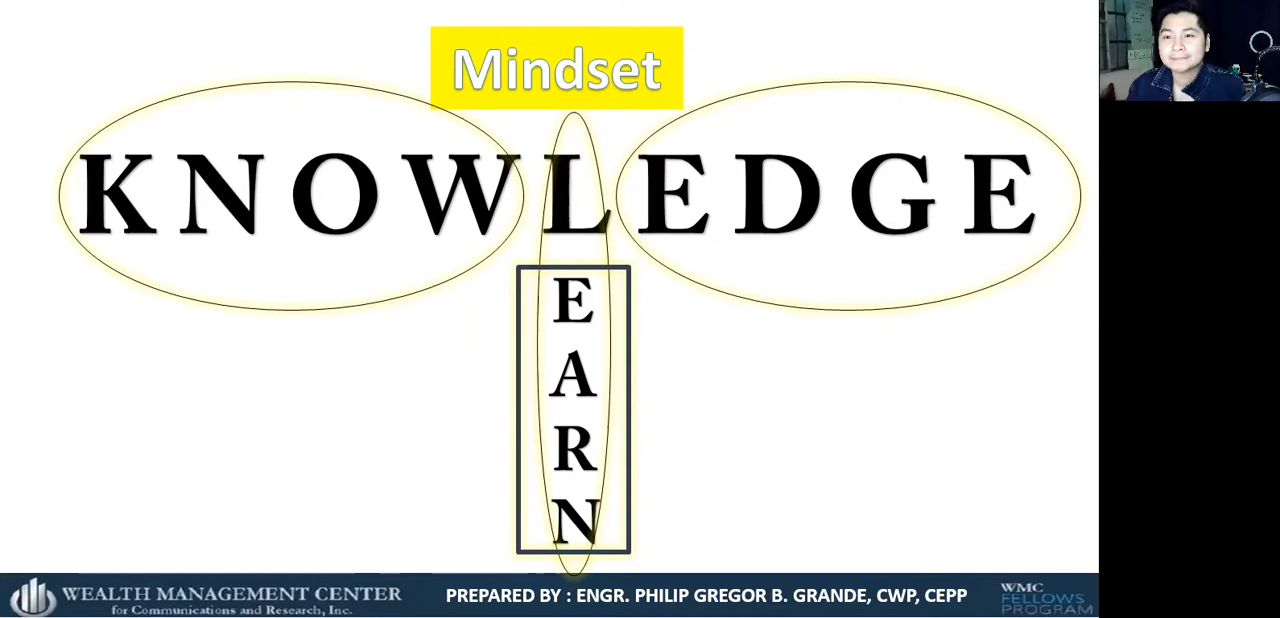 Mindset
KNOWLEDGE
E
A
R
N
WEALTH MANAGEMENT CENTER
for Communications and Research, Inc.
PREPARED BY : ENGR. PHILIP GREGOR B. GRANDE, CWP, CEPP
WMC
FELLOWS
PROGRAM